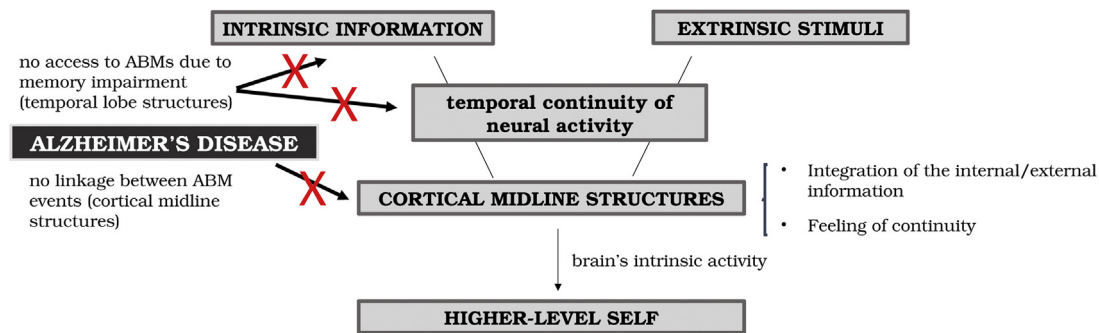 INTRINSIC INFORMATION
EXTRINSIC STIMULI
no access to ABMs due to
memory impairment
(temporal lobe structures)
temporal continuity of
neural activity
ALZHEIMER'S DISEASE
no linkage between ABM
events (cortical midline
structures)
CORTICAL MIDLINE STRUCTURES
• Integration of the internal/external
information
• Feeling of continuity
brain's intrinsic activity
HIGHER-LEVEL SELF